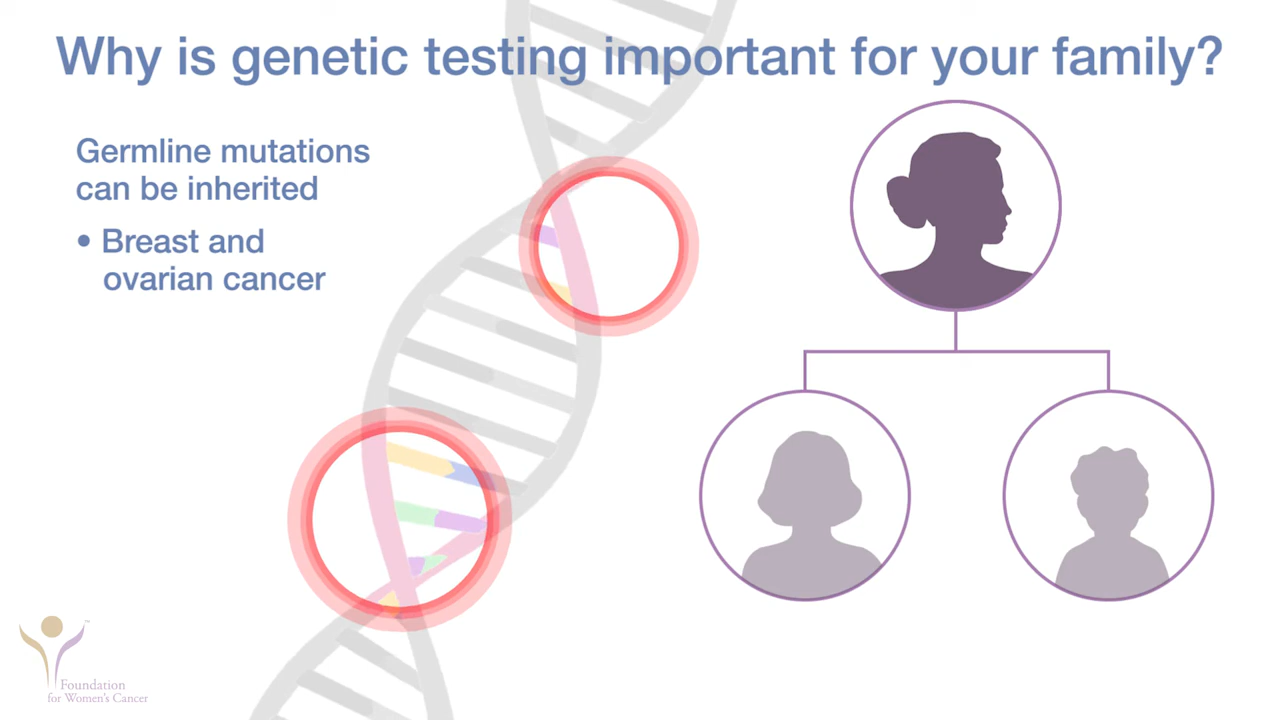 Why is genetic testing important for your family?
Germline mutations
can be inherited
• Breast and
ovarian cancer
™
Foundation
for Women's Cancer